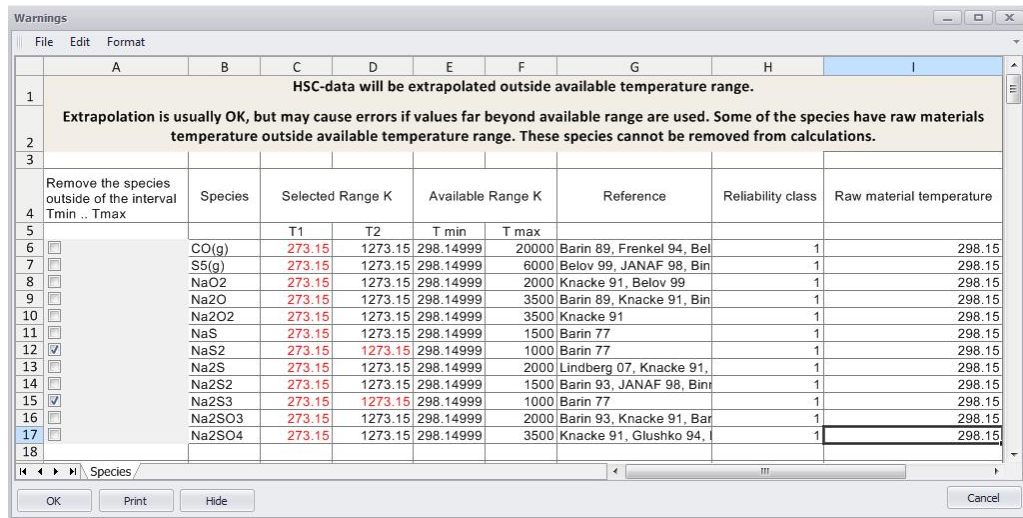 Warnings
File Edit Format
A B C D E F G H I
1 HSC-data will be extrapolated outside available temperature range.
Extrapolation is usually OK, but may cause errors if values far beyond available range are used. Some of the species have raw materials
2 temperature outside available temperature range. These species cannot be removed from calculations.
3
Remove the species
outside of the interval Species Selected Range K Available Range K Reference Reliability class Raw material temperature
4 Tmin .. Tmax
5 T1 T2 T min T max
6 CO(g) 273.15 1273.15 298.14999 20000 Barin 89, Frenkel 94, Bel 1 298.15
7 S5(g) 273.15 1273.15 298.14999 6000 Belov 99, JANAF 98, Bin 1 298.15
8 NaO2 273.15 1273.15 298.14999 2000 Knacke 91, Belov 99 1 298.15
9 Na2O 273.15 1273.15 298.14999 3500 Barin 89, Knacke 91, Bin 1 298.15
10 Na2O2 273.15 1273.15 298.14999 3500 Knacke 91 1 298.15
11 NaS 273.15 1273.15 298.14999 1500 Barin 77 1 298.15
12 NaS2 273.15 1273.15 298.14999 1000 Barin 77 1 298.15
13 Na2S 273.15 1273.15 298.14999 2000 Lindberg 07, Knacke 91, 1 298.15
14 Na2S2 273.15 1273.15 298.14999 1500 Barin 93, JANAF 98, Binr 1 298.15
15 Na2S3 273.15 1273.15 298.14999 1000 Barin 77 1 298.15
16 Na2SO3 273.15 1273.15 298.14999 2000 Barin 93, Knacke 91, Bar 1 298.15
17 Na2SO4 273.15 1273.15 298.14999 3500 Knacke 91, Glushko 94, 1 298.15
18
Species
OK Print Hide Cancel